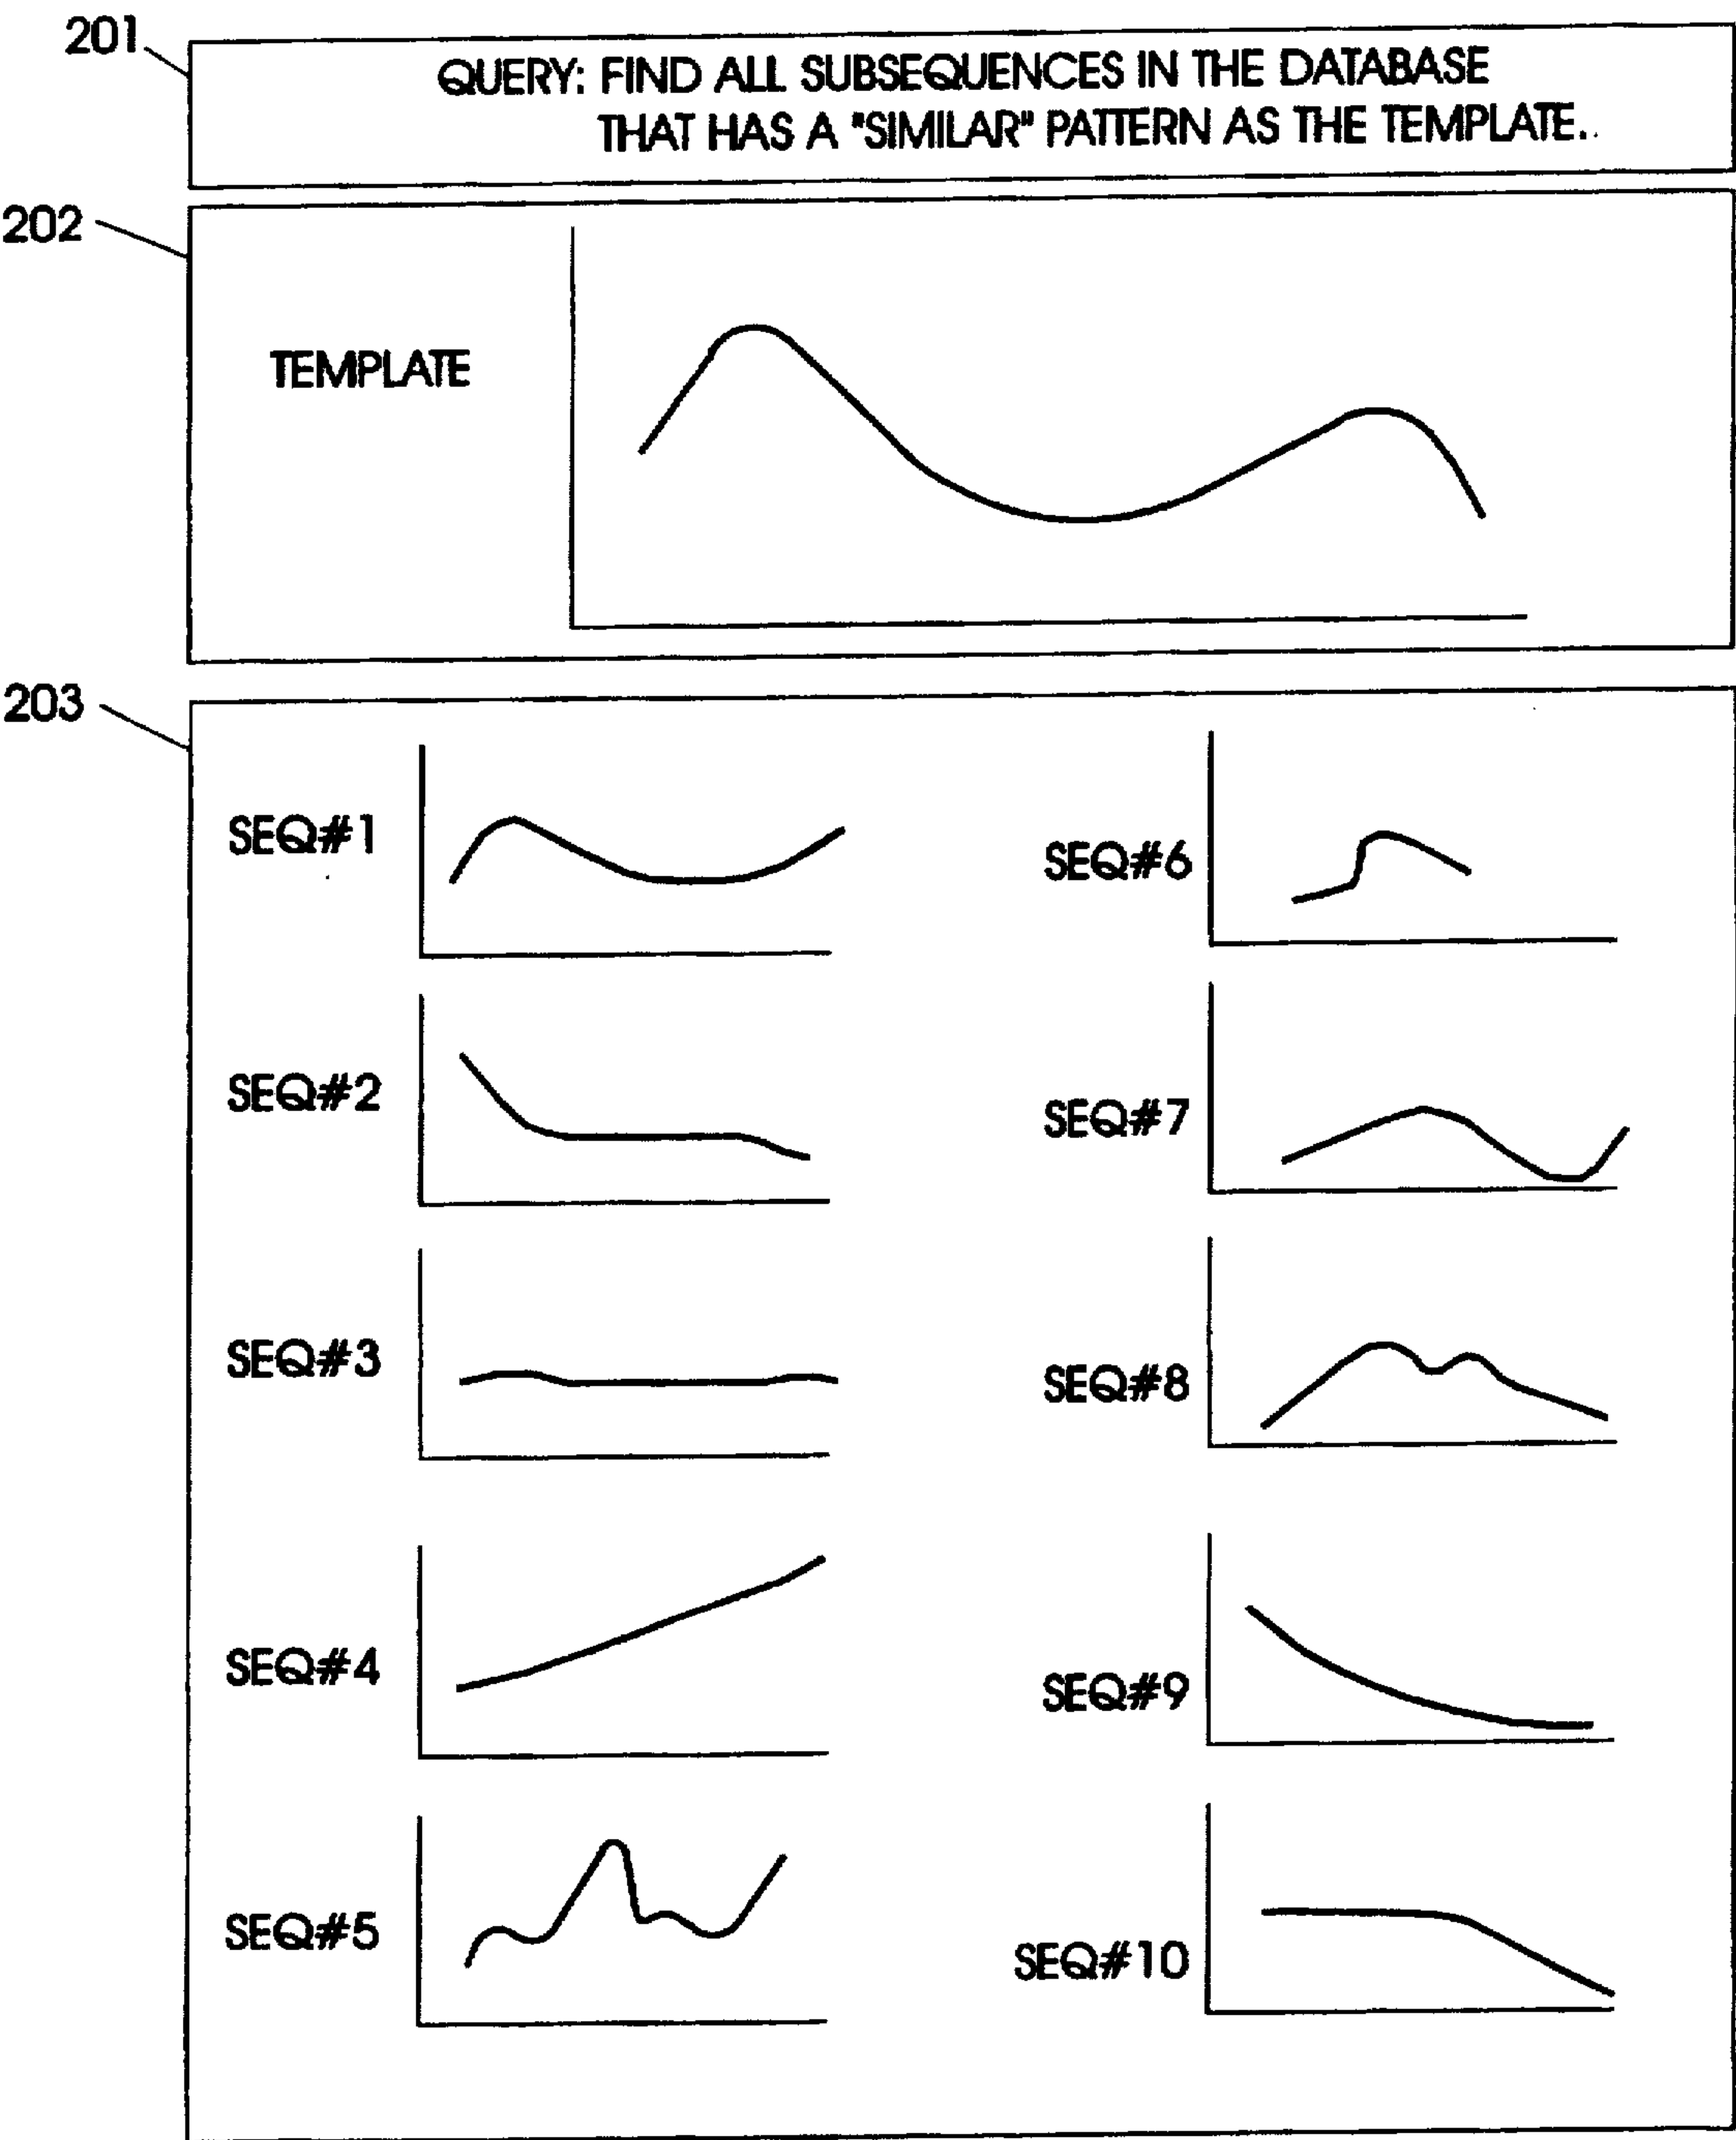 201
QUERY: FIND ALL SUBSEQUENCES IN THE DATABASE
THAT HAS A "SIMILAR" PATTERN AS THE TEMPLATE.
202
TEMPLATE
203
SEQ#1
SEQ#6
SEQ#2
SEQ#7
SEQ#3
SEQ#8
SEQ#4
SEQ#9
SEQ#5
SEQ#10